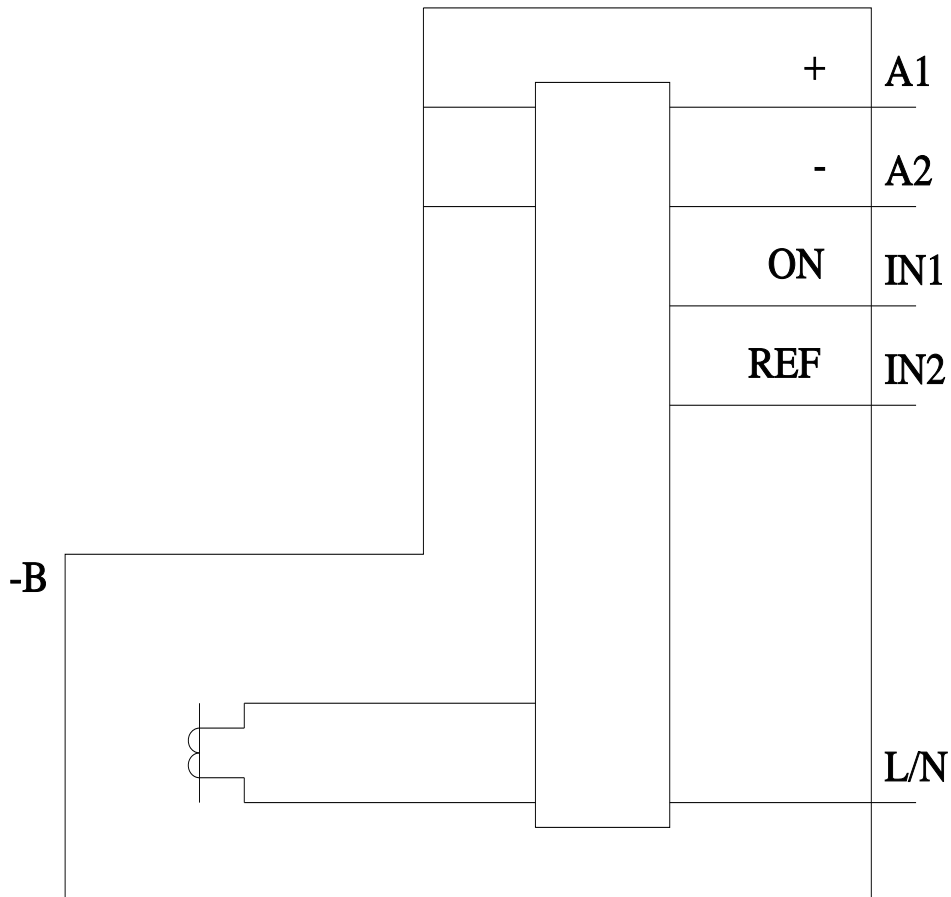 + A1
- A2
ON IN1
REF IN2
-B
L/N